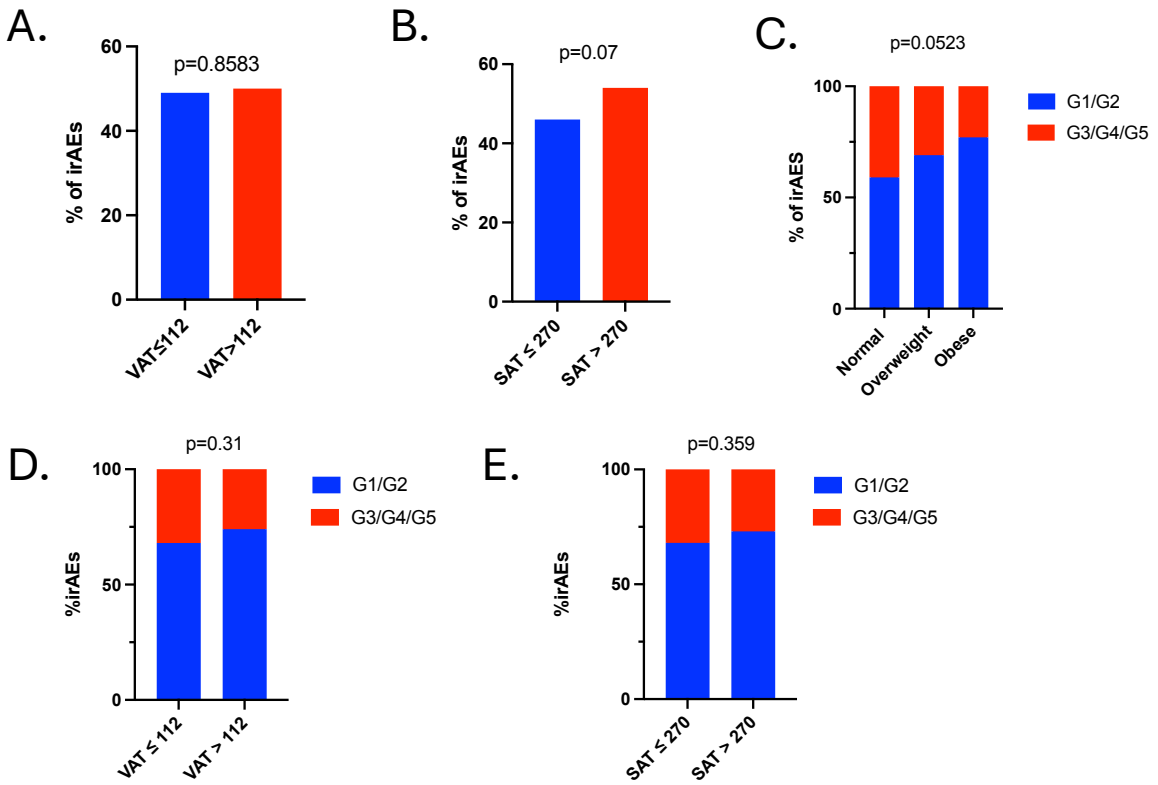 A.
p=0.8583
60
40
20
0
% of irAEs
VAT≤112
VAT>112
B.
p=0.07
60
40
20
0
% of irAEs
SAT ≤ 270
SAT > 270
C.
p=0.0523
100
50
0
% of irAES
Normal
Overweight
Obese
G1/G2
G3/G4/G5
D.
p=0.31
100
50
0
%irAEs
VAT ≤ 112
VAT > 112
G1/G2
G3/G4/G5
E.
p=0.359
100
50
0
%irAEs
SAT ≤ 270
SAT > 270
G1/G2
G3/G4/G5